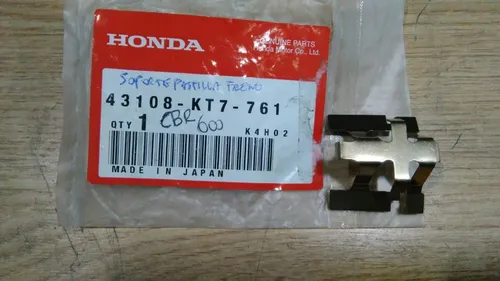 HONDA
GENUINE PARTS
Honda Motor Co., Ltd.
SOPORTE PASTILLA FRENO
43108-KT7-761
QTY 1 CBR 600
K4H02
MADE IN JAPAN